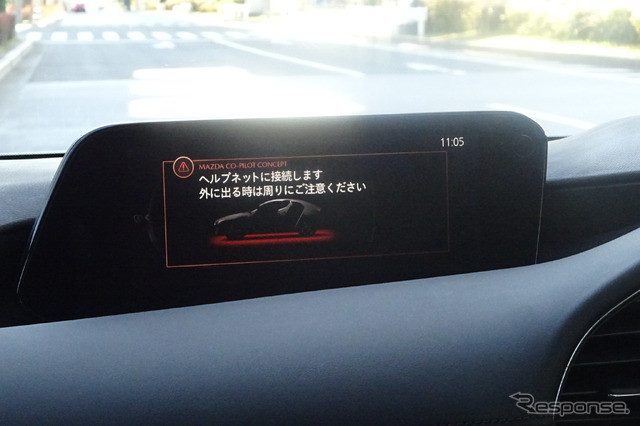 11:05
MAZDA CO-PILOT CONCEPT
ヘルプネットに接続します
外に出る時は周りにご注意ください
Response.